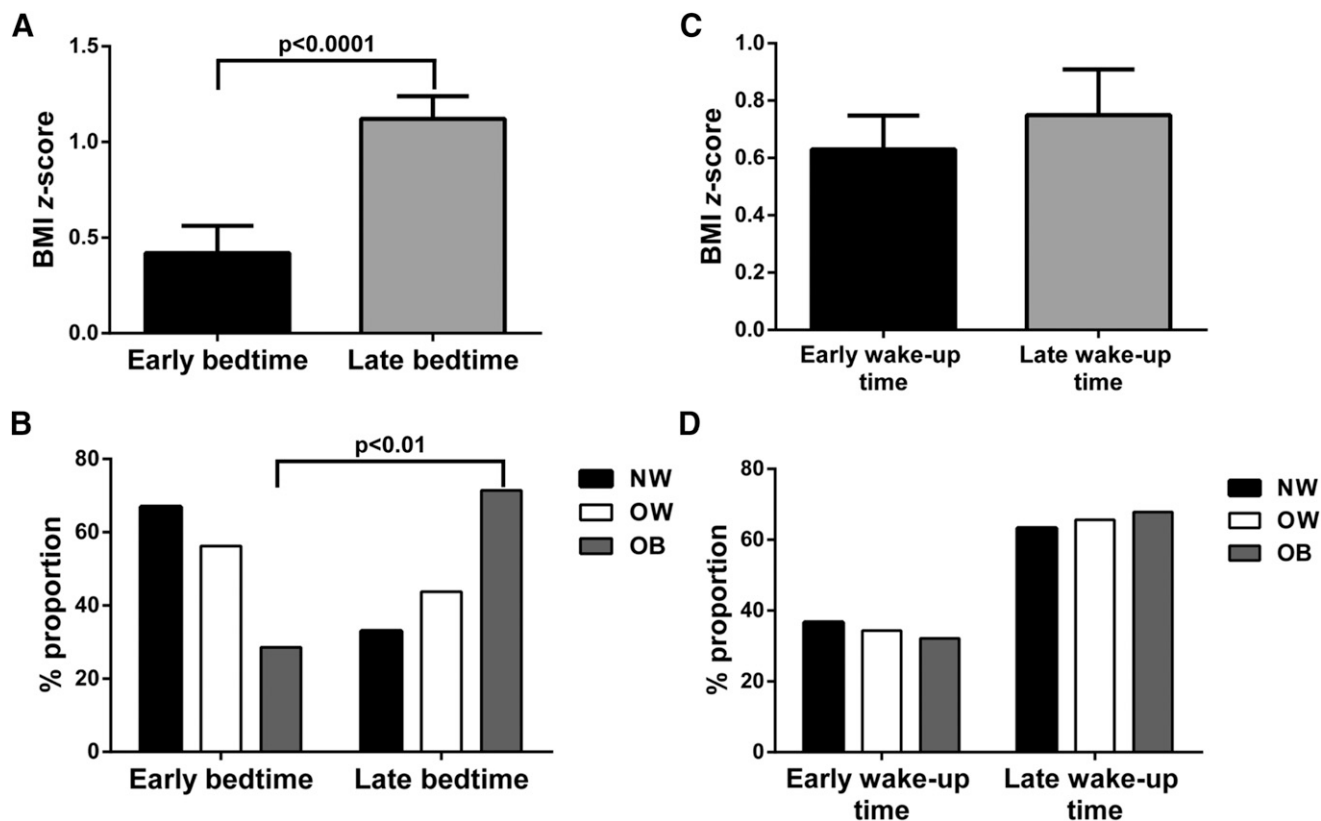 A
p<0.0001
BMI z-score
1.5
1.0
0.5
0.0
Early bedtime
Late bedtime
C
BMI z-score
1.0
0.8
0.6
0.4
0.2
0.0
Early wake-up
time
Late wake-up
time
B
p<0.01
% proportion
80
60
40
20
0
Early bedtime
Late bedtime
NW
OW
OB
D
% proportion
80
60
40
20
0
Early wake-up
time
Late wake-up
time
NW
OW
OB